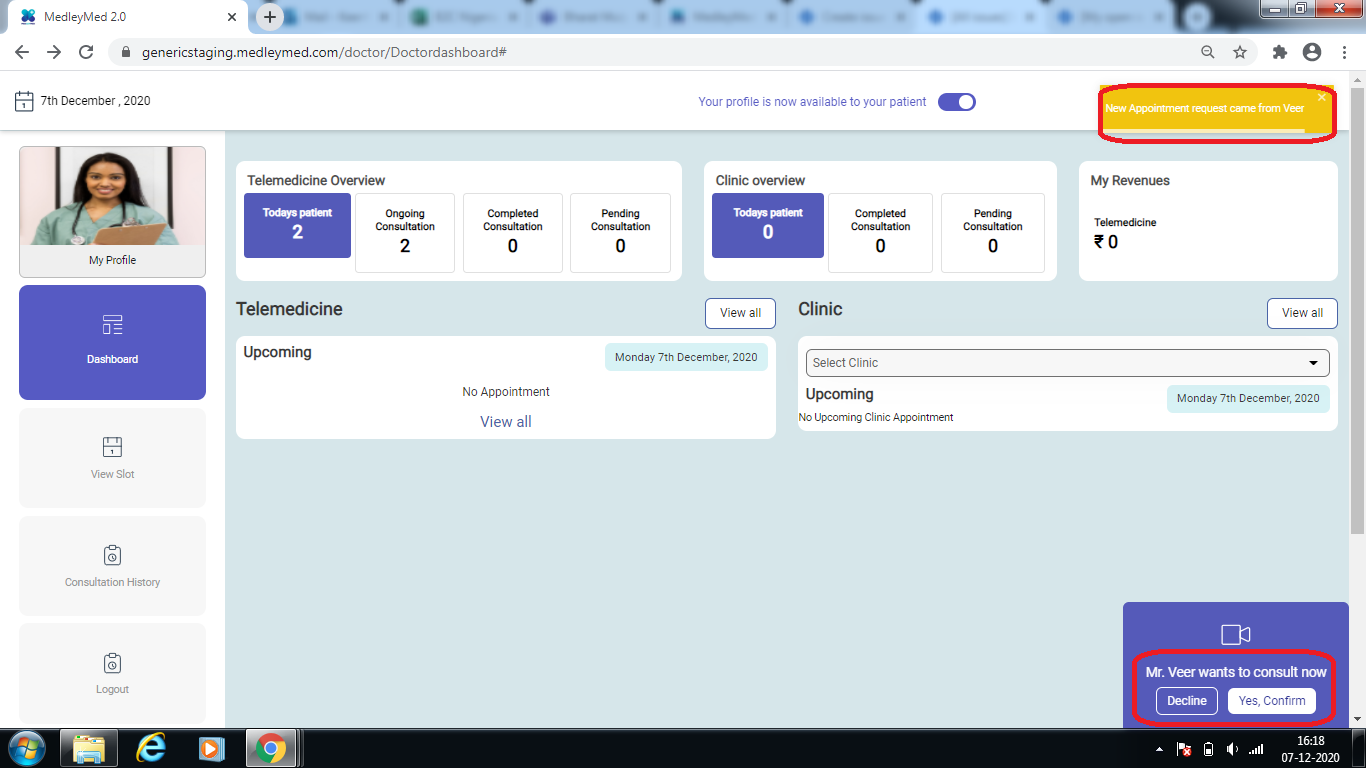 MedleyMed 2.0
genericstaging.medleymed.com/doctor/Doctordashboard#
1
7th December , 2020
Your profile is now available to your patient
New Appointment request came from Veer
My Profile
Dashboard
1
View Slot
Consultation History
Logout
Telemedicine Overview
Todays patient
2
Ongoing
Consultation
2
Completed
Consultation
0
Pending
Consultation
0
Clinic overview
Todays patient
0
Completed
Consultation
0
Pending
Consultation
0
My Revenues
Telemedicine
₹ 0
Telemedicine
View all
Upcoming
Monday 7th December, 2020
No Appointment
View all
Clinic
View all
Select Clinic
Upcoming
Monday 7th December, 2020
No Upcoming Clinic Appointment
Mr. Veer wants to consult now
Decline
Yes, Confirm
16:18
07-12-2020